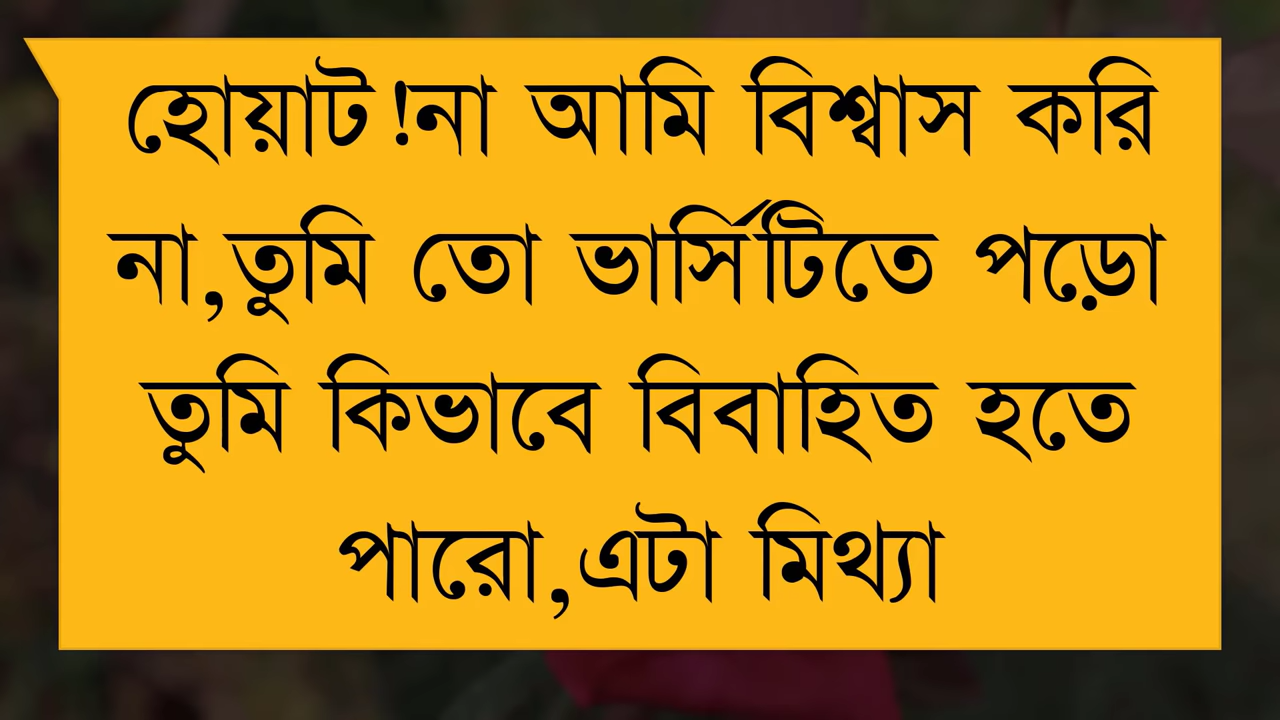 হোয়াট !না আমি বিশ্বাস করি
না,তুমি তো ভার্সিটিতে পড়ো
তুমি কিভাবে বিবাহিত হতে
পারো,এটা মিথ্যা